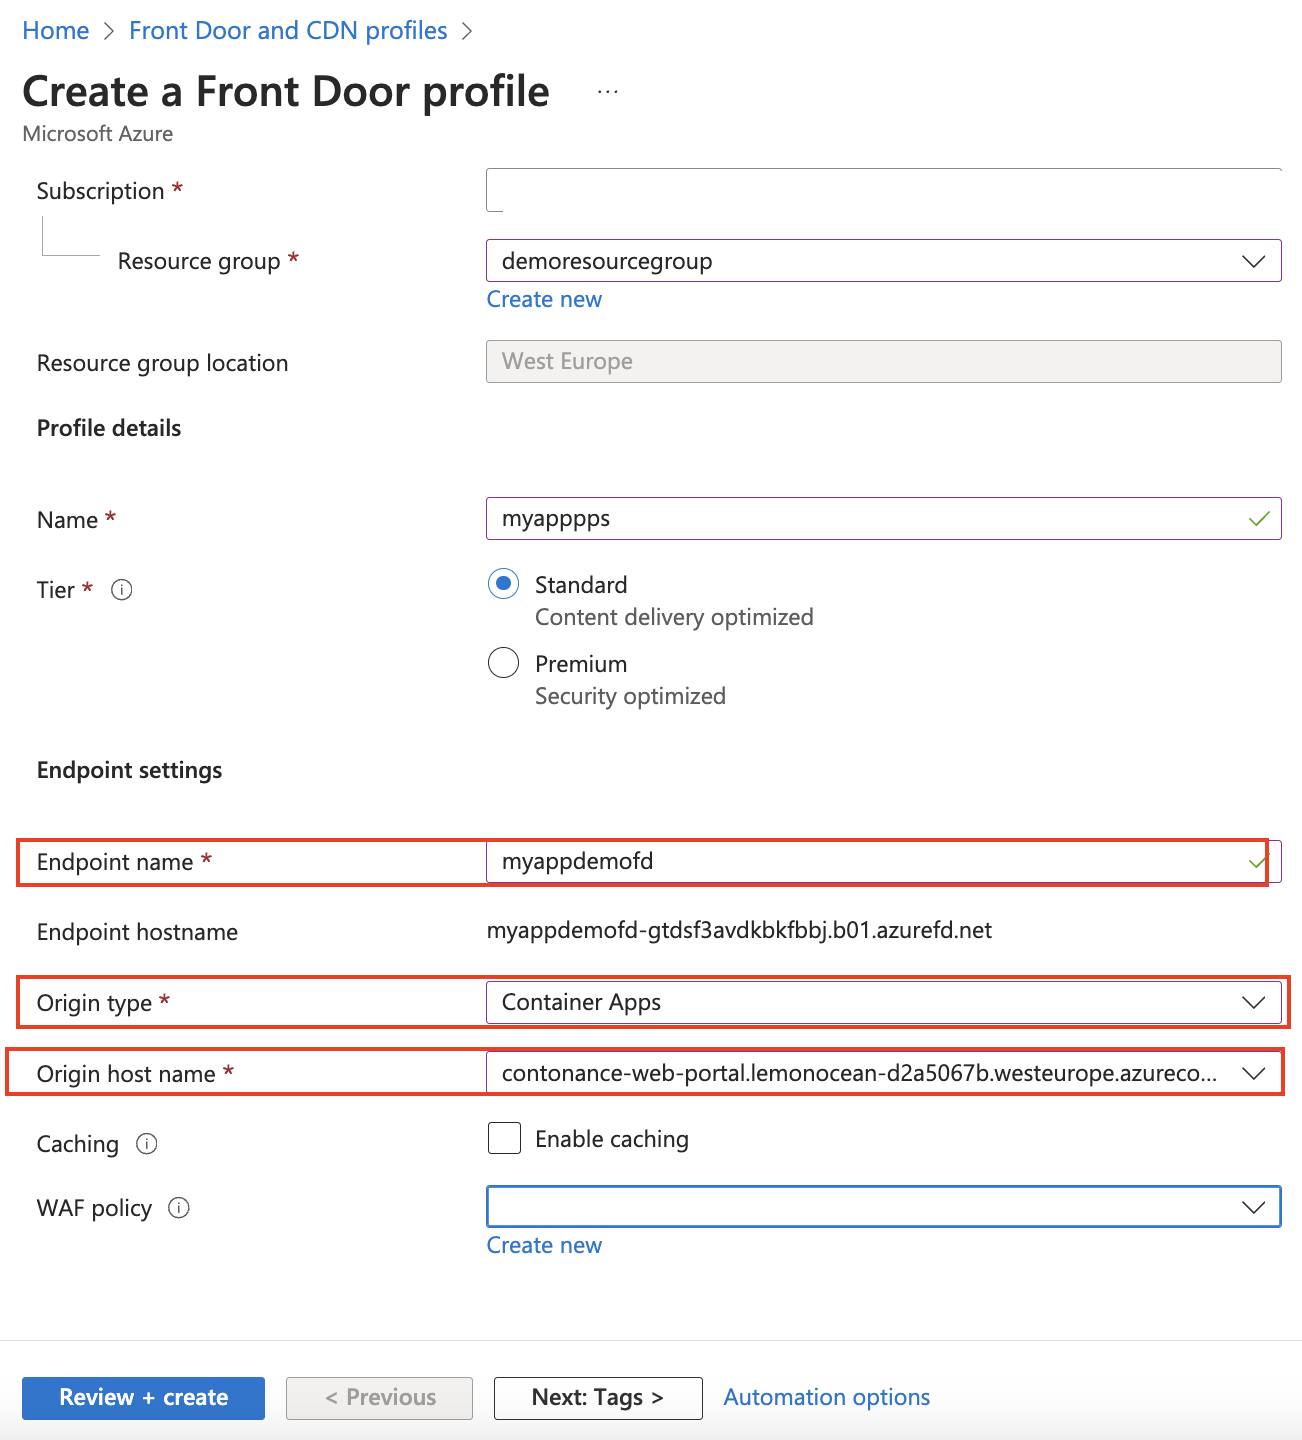 Home > Front Door and CDN profiles >
Create a Front Door profile ...
Microsoft Azure
Subscription *
Resource group * demoresourcegroup
Create new
Resource group location West Europe
Profile details
Name * myapppps
Tier * Standard
Content delivery optimized
Premium
Security optimized
Endpoint settings
Endpoint name * myappdemofd
Endpoint hostname myappdemofd-gtdsf3avdkbkfbbj.b01.azurefd.net
Origin type * Container Apps
Origin host name * contonance-web-portal.lemonocean-d2a5067b.westeurope.azureco...
Caching Enable caching
WAF policy
Create new
Review + create < Previous Next: Tags > Automation options